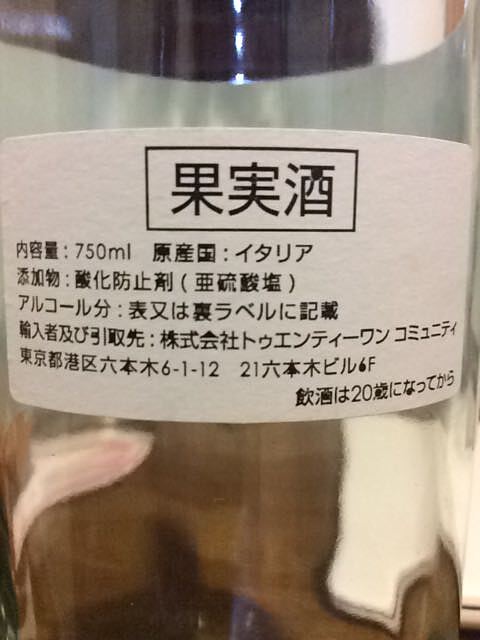 果実酒
内容量：750ml 原産国：イタリア
添加物：酸化防止剤（亜硫酸塩）
アルコール分：表又は裏ラベルに記載
輸入者及び引取先：株式会社トゥエンティーワン コミュニティ
東京都港区六本木6-1-12 21六本木ビル6F
飲酒は20歳になってから